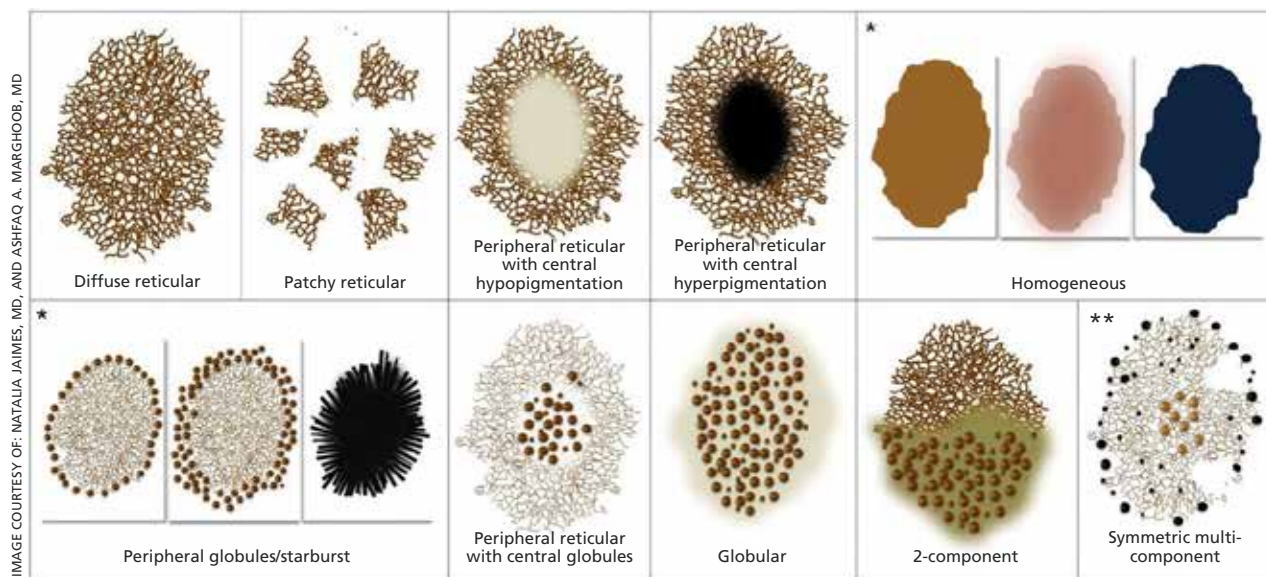 IMAGE COURTESY OF: NATALIA JAIMES, MD, AND ASHFAQ A. MARGHOOB, MD
Diffuse reticular
Patchy reticular
Peripheral reticular
with central
hypopigmentation
Peripheral reticular
with central
hyperpigmentation
*
Homogeneous
*
Peripheral globules/starburst
Peripheral reticular
with central globules
Globular
2-component
**
Symmetric multi-
component